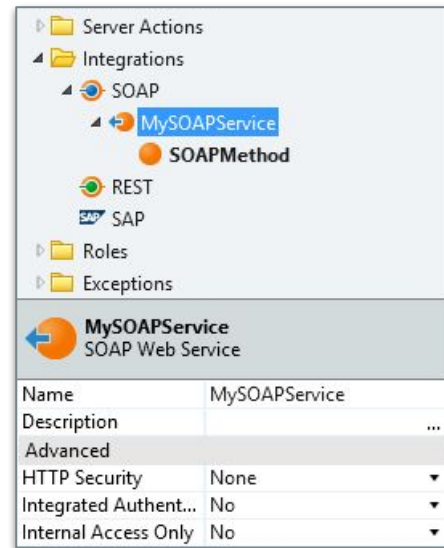 Server Actions
Integrations
SOAP
MySOAPService
SOAPMethod
REST
SAP SAP
Roles
Exceptions
MySOAPService
SOAP Web Service
Name MySOAPService
Description ...
Advanced
HTTP Security None
Integrated Authent... No
Internal Access Only No